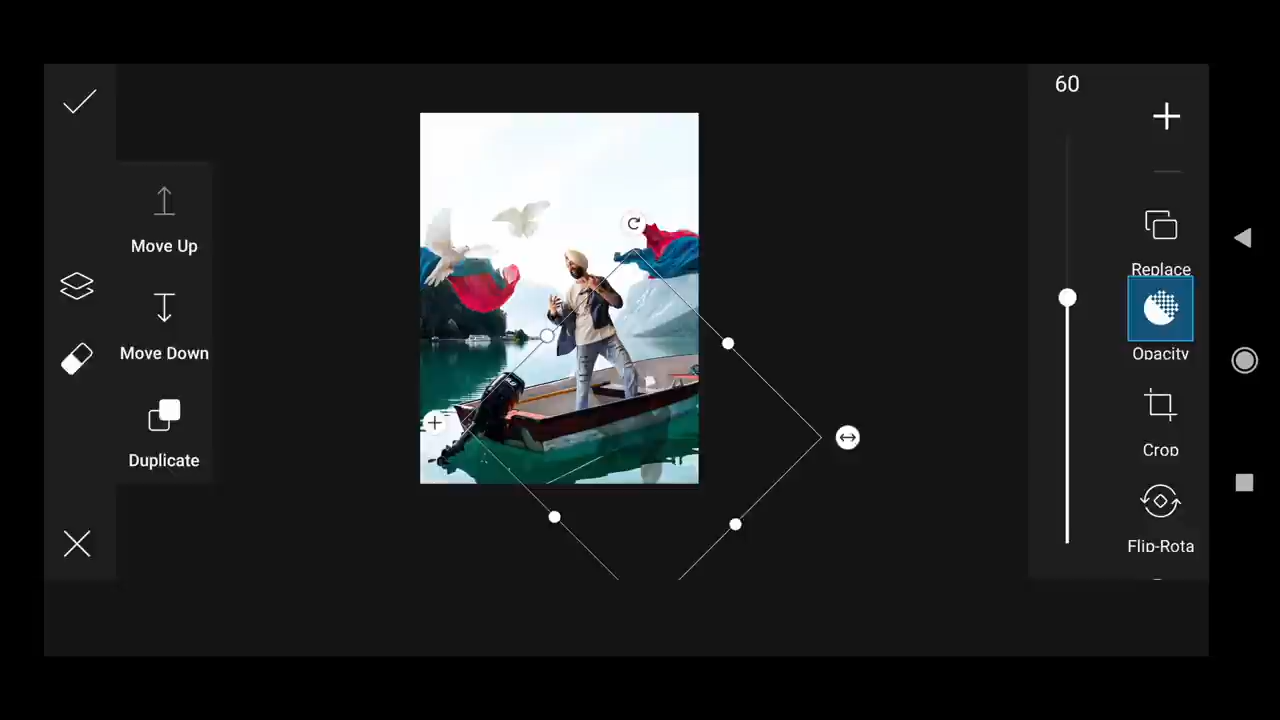 60
Move Up
Replace
Move Down
Opacity
Crop
Duplicate
Flip-Rota